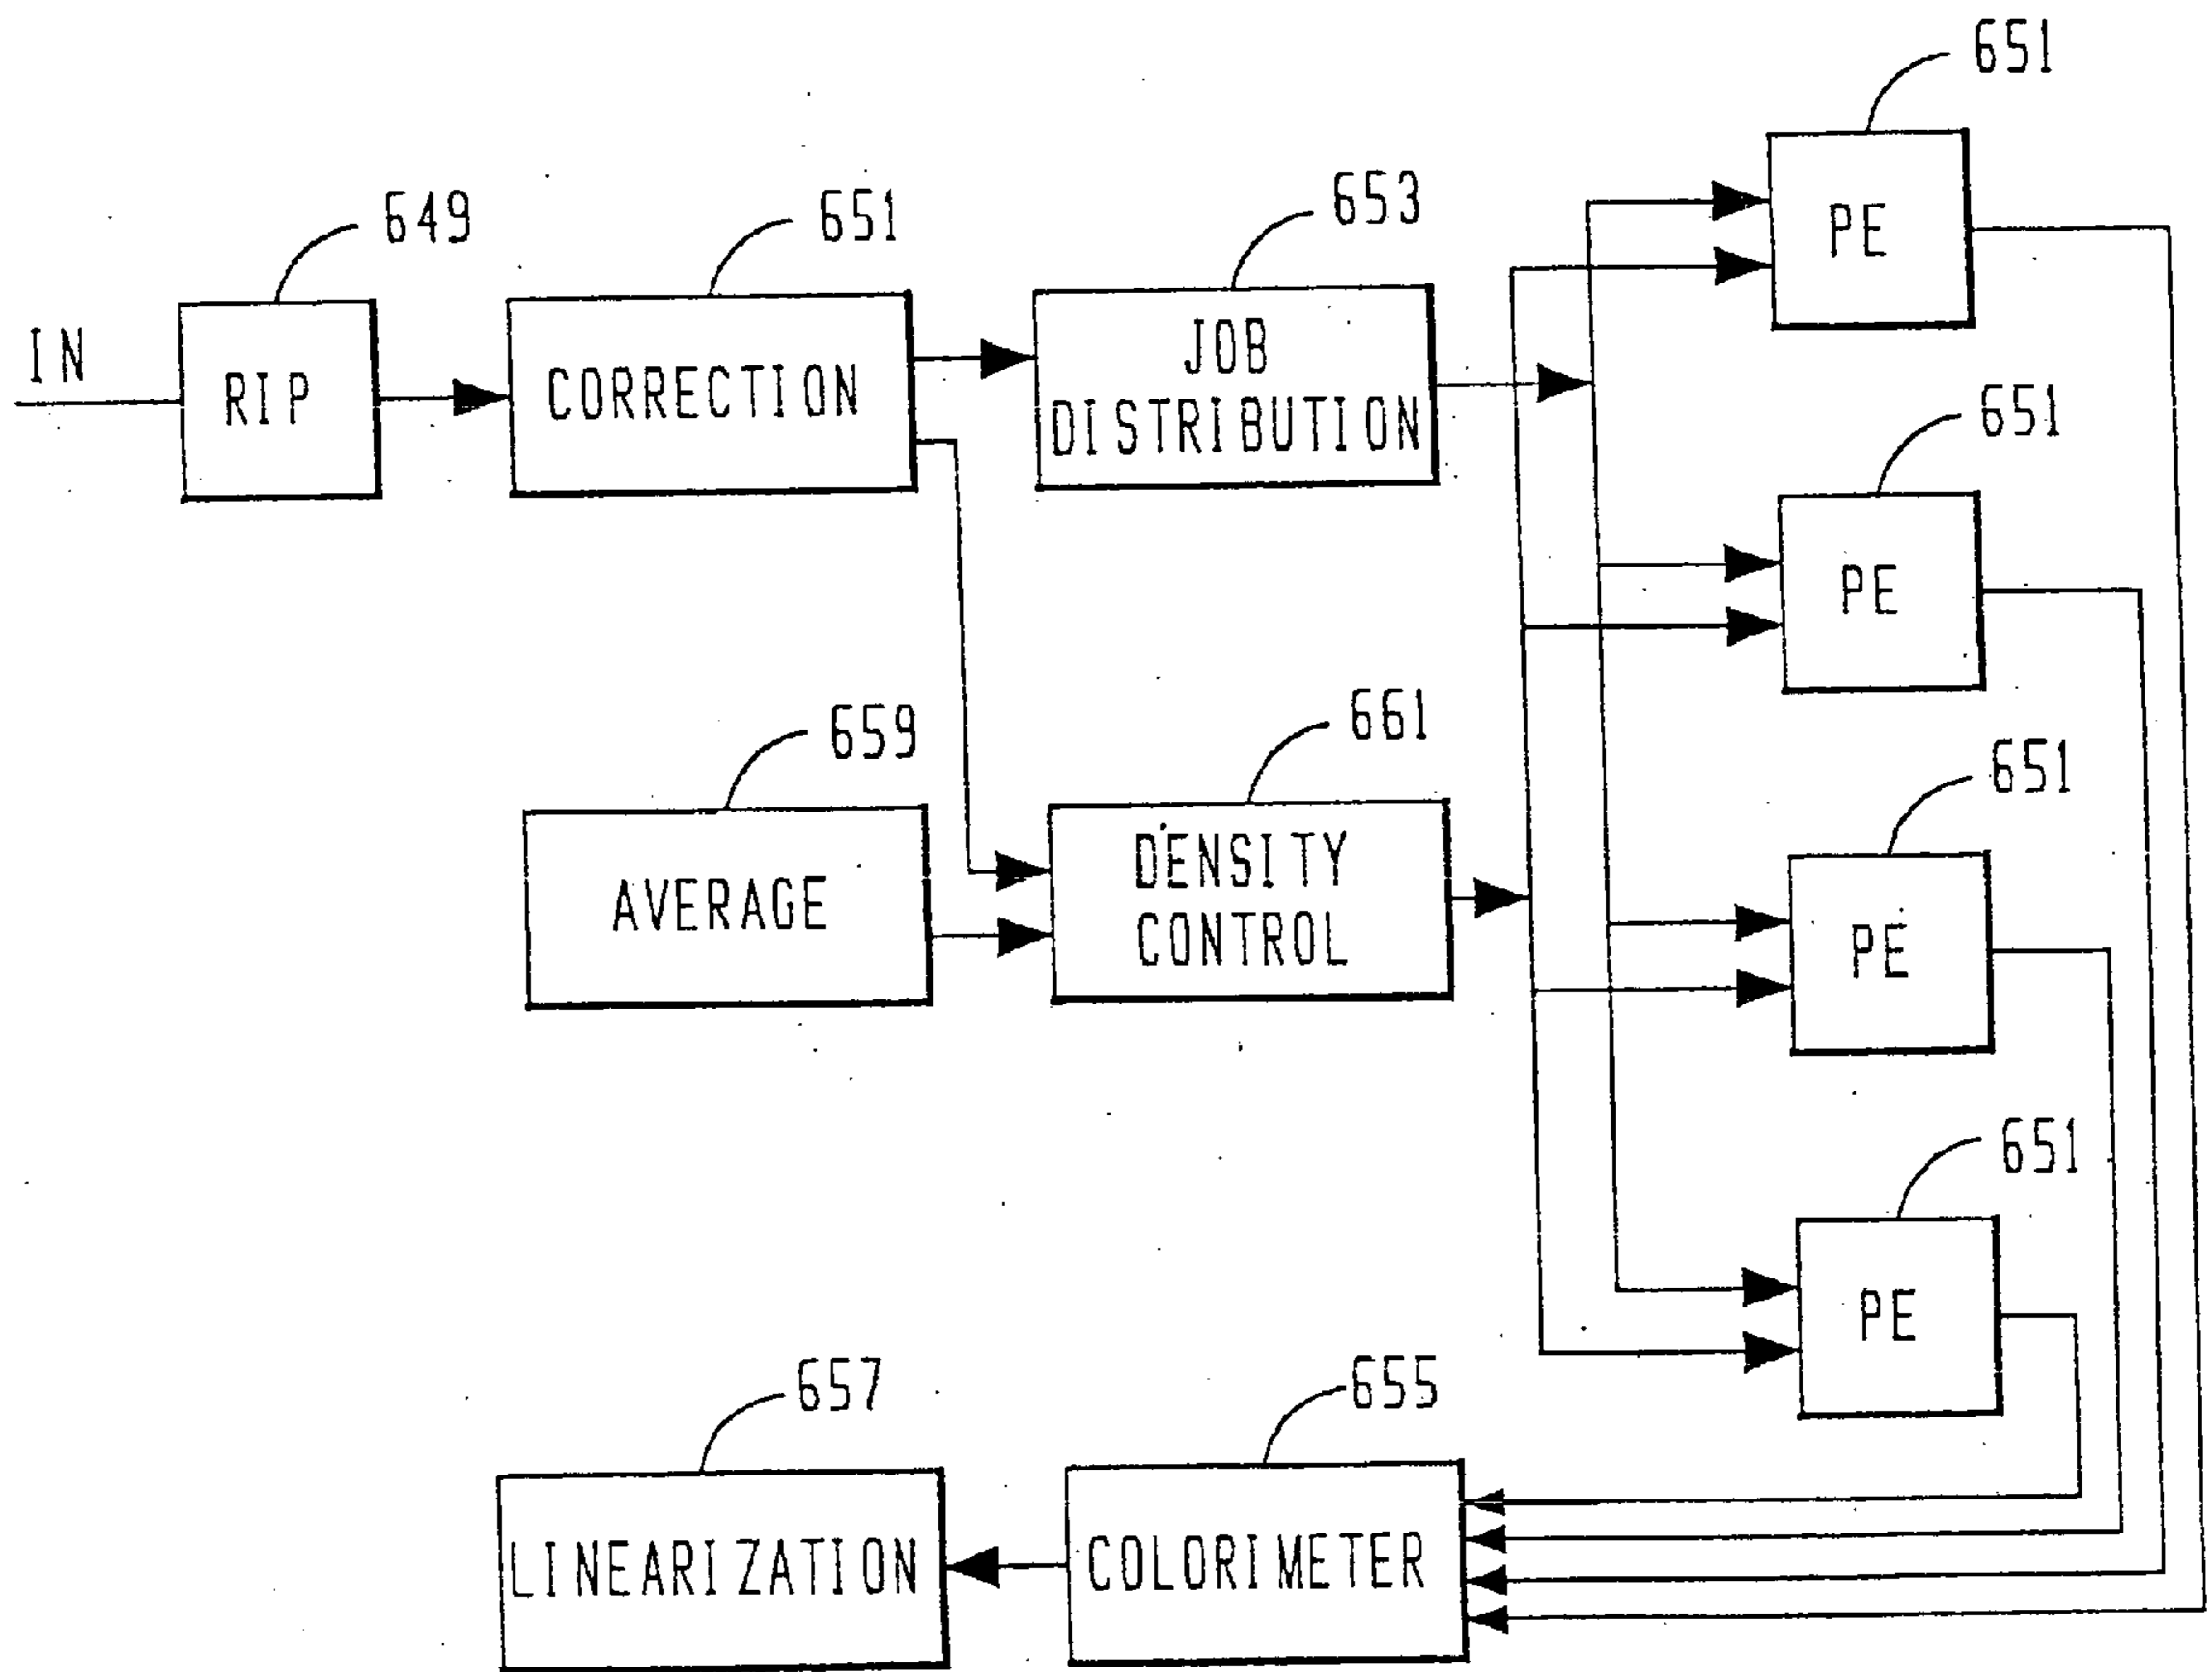 651
649
651
653
IN
RIP
CORRECTION
JOB
DISTRIBUTION
PE
651
PE
659
661
651
AVERAGE
DENSITY
CONTROL
PE
651
PE
657
655
LINEARIZATION
COLORIMETER